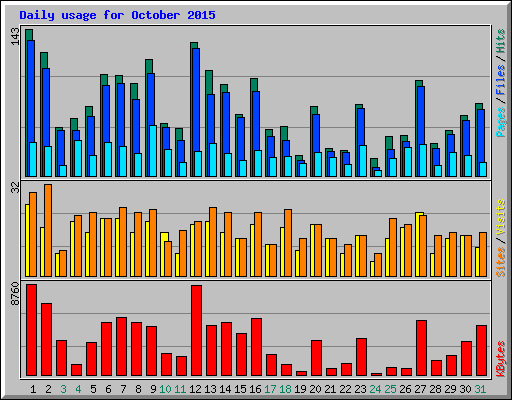 Daily usage for October 2015
143
Pages / Files / Hits
32
Sites / Visits
8760
KBytes
1 2 3 4 5 6 7 8 9 10 11 12 13 14 15 16 17 18 19 20 21 22 23 24 25 26 27 28 29 30 31